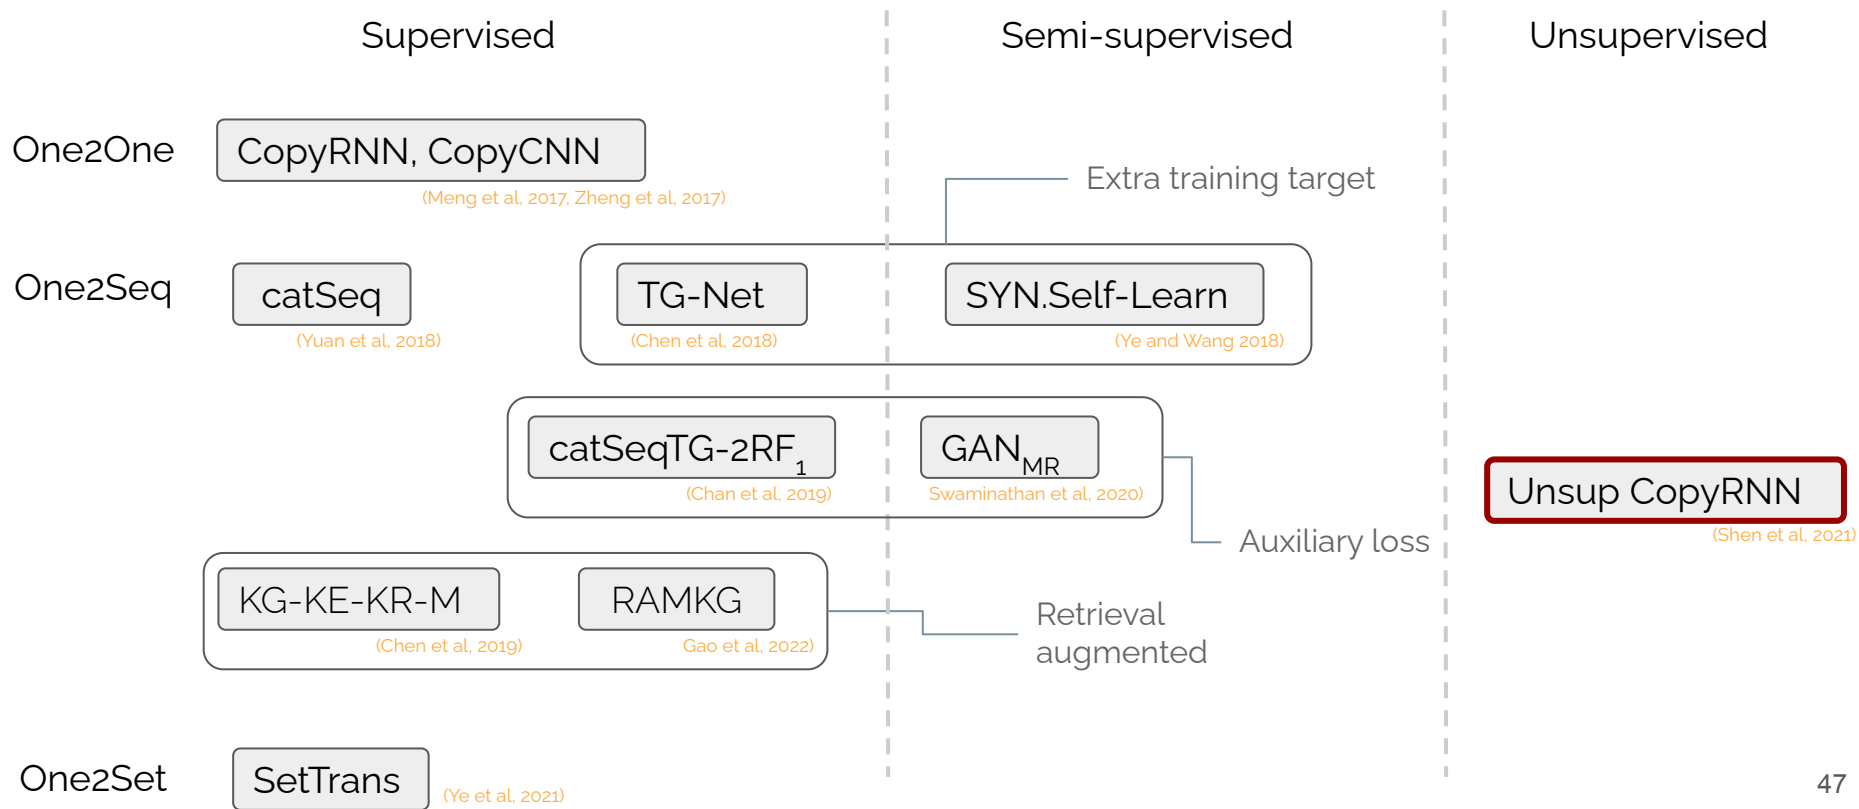 Supervised
Semi-supervised
Unsupervised
One2One
CopyRNN, CopyCNN
(Meng et al, 2017, Zheng et al, 2017)
Extra training target
One2Seq
catSeq
TG-Net
SYN.Self-Learn
(Yuan et al, 2018)
(Chen et al, 2018)
(Ye and Wang 2018)
catSeqTG-2RF1
GANMR
(Chan et al, 2019)
Swaminathan et al, 2020)
Unsup CopyRNN
(Shen et al, 2021)
Auxiliary loss
KG-KE-KR-M
RAMKG
(Chen et al, 2019)
Gao et al, 2022)
Retrieval
augmented
One2Set
SetTrans
(Ye et al, 2021)
47